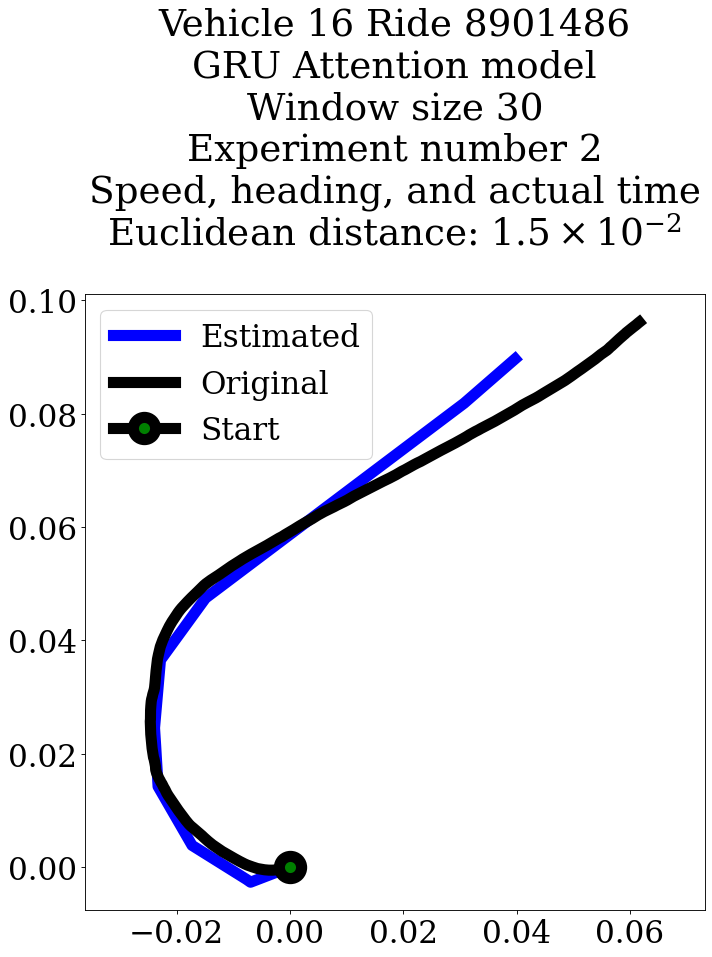 Vehicle 16 Ride 8901486
GRU Attention model
Window size 30
Experiment number 2
Speed, heading, and actual time
Euclidean distance: 1.5 × 10⁻²
0.10
0.08
0.06
0.04
0.02
0.00
Estimated
Original
Start
−0.02 0.00 0.02 0.04 0.06